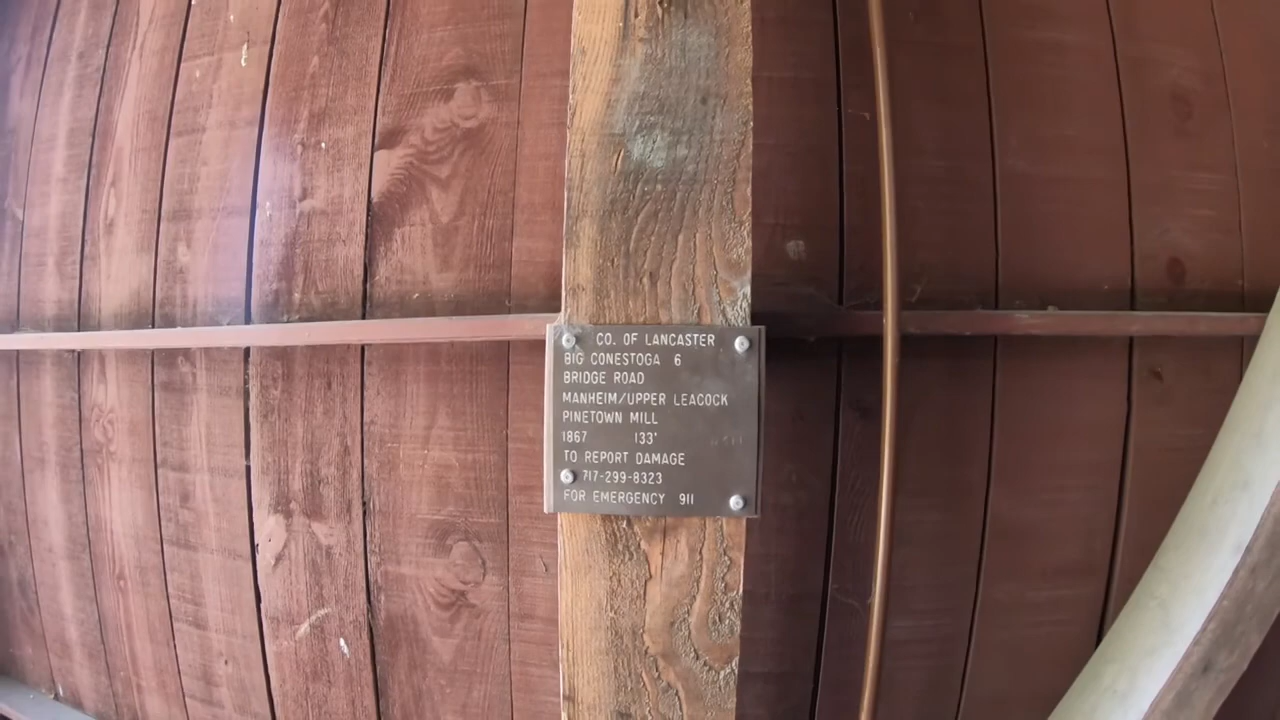 CO. OF LANCASTER
BIG CONESTOGA 6
BRIDGE ROAD
MANHEIM/UPPER LEACOCK
PINETOWN MILL
1867 133'
TO REPORT DAMAGE
717-299-8323
FOR EMERGENCY 911